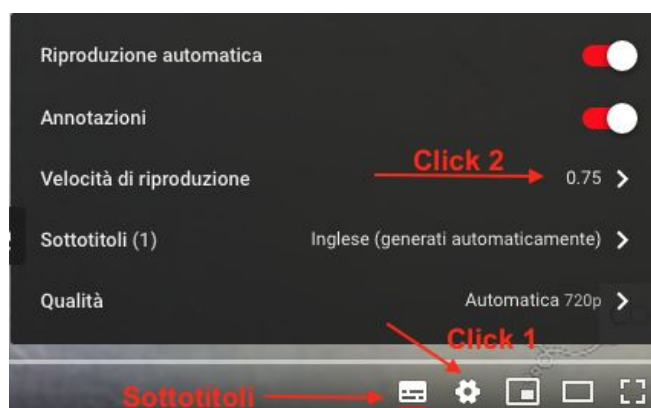 Riproduzione automatica
Annotazioni
Click 2
Velocità di riproduzione 0.75
Sottotitoli (1) Inglese (generati automaticamente)
Qualità Automatica 720p
Click 1
Sottotitoli